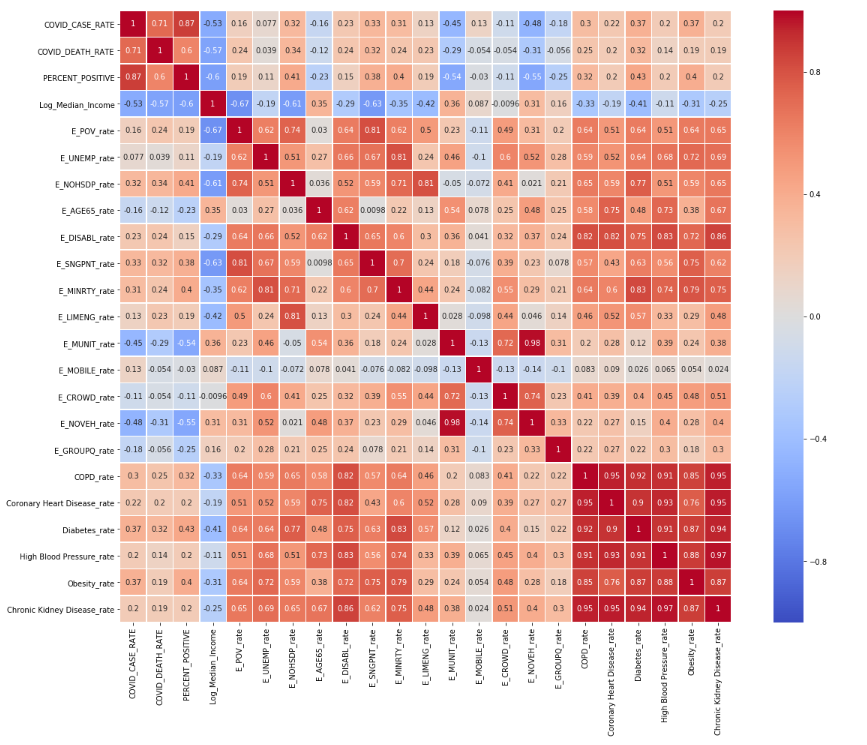 COVID_CASE_RATE 1 0.71 0.87 -0.53 0.16 0.077 0.32 -0.16 0.23 0.33 0.31 0.13 -0.45 0.13 -0.11 -0.48 -0.18 0.3 0.22 0.37 0.2 0.37 0.2
COVID_DEATH_RATE 0.71 1 0.6 -0.57 0.24 0.039 0.34 -0.12 0.24 0.32 0.24 0.23 -0.29 -0.054 -0.054 -0.31 -0.056 0.25 0.2 0.32 0.14 0.19 0.19
PERCENT_POSITIVE 0.87 0.6 1 -0.6 0.19 0.11 0.41 -0.23 0.15 0.38 0.4 0.19 -0.54 -0.03 -0.11 -0.55 -0.25 0.32 0.2 0.43 0.2 0.4 0.2
Log_Median_Income -0.53 -0.57 -0.6 1 -0.67 -0.19 -0.61 0.35 -0.29 -0.63 -0.35 -0.42 0.36 0.087 -0.0096 0.31 0.16 -0.33 -0.19 -0.41 -0.11 -0.31 -0.25
E_POV_rate 0.16 0.24 0.19 -0.67 1 0.62 0.74 0.03 0.64 0.81 0.62 0.5 0.23 -0.11 0.49 0.31 0.2 0.64 0.51 0.64 0.51 0.64 0.65
E_UNEMP_rate 0.077 0.039 0.11 -0.19 0.62 1 0.51 0.27 0.66 0.67 0.81 0.24 0.46 -0.1 0.6 0.52 0.28 0.59 0.52 0.64 0.68 0.72 0.69
E_NOHSDP_rate 0.32 0.34 0.41 -0.61 0.74 0.51 1 0.036 0.52 0.59 0.71 0.81 -0.05 -0.072 0.41 0.021 0.21 0.65 0.59 0.77 0.51 0.59 0.65
E_AGE65_rate -0.16 -0.12 -0.23 0.35 0.03 0.27 0.036 1 0.62 0.0098 0.22 0.13 0.54 0.078 0.25 0.48 0.25 0.58 0.75 0.48 0.73 0.38 0.67
E_DISABL_rate 0.23 0.24 0.15 -0.29 0.64 0.66 0.52 0.62 1 0.62 0.6 0.3 0.36 0.041 0.32 0.37 0.24 0.82 0.82 0.75 0.83 0.72 0.86
E_SNGPNT_rate 0.33 0.32 0.38 -0.63 0.81 0.67 0.59 0.0098 0.62 1 0.7 0.24 0.18 -0.076 0.39 0.23 0.078 0.57 0.43 0.63 0.56 0.75 0.62
E_MINRTY_rate 0.31 0.24 0.4 -0.35 0.62 0.81 0.71 0.22 0.6 0.7 1 0.44 0.24 -0.082 0.55 0.29 0.21 0.64 0.6 0.83 0.74 0.79 0.75
E_LIMENG_rate 0.13 0.23 0.19 -0.42 0.5 0.24 0.81 0.13 0.3 0.24 0.44 1 0.028 -0.098 0.44 0.046 0.14 0.46 0.52 0.57 0.33 0.29 0.48
E_MUNIT_rate -0.45 -0.29 -0.54 0.36 0.23 0.46 -0.05 0.54 0.36 0.18 0.24 0.028 1 -0.13 0.72 0.98 0.31 0.2 0.28 0.12 0.39 0.24 0.38
E_MOBILE_rate 0.13 -0.054 -0.03 0.087 -0.11 -0.1 -0.072 0.078 0.041 -0.076 -0.082 -0.098 -0.13 1 -0.13 -0.14 -0.1 0.083 0.09 0.026 0.065 0.054 0.024
E_CROWD_rate -0.11 -0.054 -0.11 -0.0096 0.49 0.6 0.41 0.25 0.32 0.39 0.55 0.44 0.72 -0.13 1 0.74 0.23 0.41 0.39 0.4 0.45 0.48 0.51
E_NOVEH_rate -0.48 -0.31 -0.55 0.31 0.31 0.52 0.021 0.48 0.37 0.23 0.29 0.046 0.98 -0.14 0.74 1 0.33 0.22 0.27 0.15 0.4 0.28 0.4
E_GROUPQ_rate -0.18 -0.056 -0.25 0.16 0.2 0.28 0.21 0.25 0.24 0.078 0.21 0.14 0.31 -0.1 0.23 0.33 1 0.22 0.27 0.22 0.3 0.18 0.3
COPD_rate 0.3 0.25 0.32 -0.33 0.64 0.59 0.65 0.58 0.82 0.57 0.64 0.46 0.2 0.083 0.41 0.22 0.22 1 0.95 0.92 0.91 0.85 0.95
Coronary Heart Disease_rate 0.22 0.2 0.2 -0.19 0.51 0.52 0.59 0.75 0.82 0.43 0.6 0.52 0.28 0.09 0.39 0.27 0.27 0.95 1 0.9 0.93 0.76 0.95
Diabetes_rate 0.37 0.32 0.43 -0.41 0.64 0.64 0.77 0.48 0.75 0.63 0.83 0.57 0.12 0.026 0.4 0.15 0.22 0.92 0.9 1 0.91 0.87 0.94
High Blood Pressure_rate 0.2 0.14 0.2 -0.11 0.51 0.68 0.51 0.73 0.83 0.56 0.74 0.33 0.39 0.065 0.45 0.4 0.3 0.91 0.93 0.91 1 0.88 0.97
Obesity_rate 0.37 0.19 0.4 -0.31 0.64 0.72 0.59 0.38 0.72 0.75 0.79 0.29 0.24 0.054 0.48 0.28 0.18 0.85 0.76 0.87 0.88 1 0.87
Chronic Kidney Disease_rate 0.2 0.19 0.2 -0.25 0.65 0.69 0.65 0.67 0.86 0.62 0.75 0.48 0.38 0.024 0.51 0.4 0.3 0.95 0.95 0.94 0.97 0.87 1
COVID_CASE_RATE
COVID_DEATH_RATE
PERCENT_POSITIVE
Log_Median_Income
E_POV_rate
E_UNEMP_rate
E_NOHSDP_rate
E_AGE65_rate
E_DISABL_rate
E_SNGPNT_rate
E_MINRTY_rate
E_LIMENG_rate
E_MUNIT_rate
E_MOBILE_rate
E_CROWD_rate
E_NOVEH_rate
E_GROUPQ_rate
COPD_rate
Coronary Heart Disease_rate
Diabetes_rate
High Blood Pressure_rate
Obesity_rate
Chronic Kidney Disease_rate
0.8
0.4
0.0
−0.4
−0.8